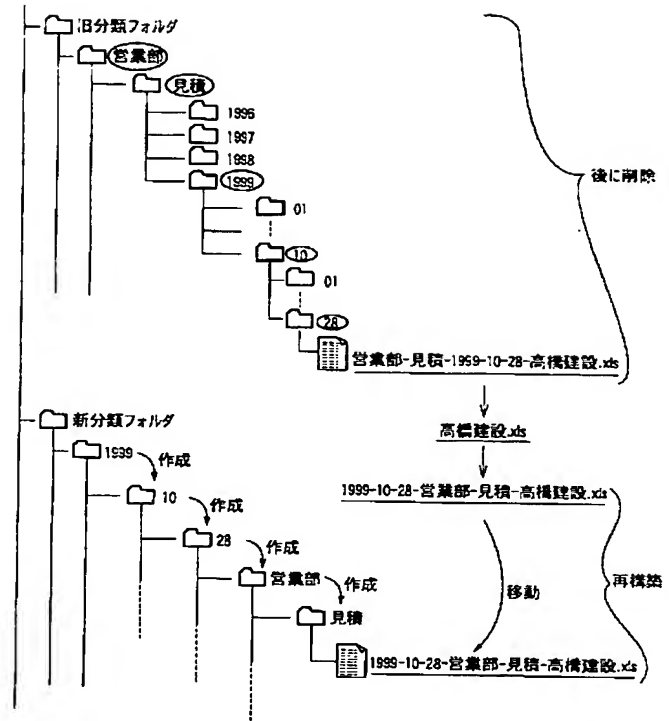 旧分類フォルダ
営業部
見積
1996
1997
1998
1999
01
10
01
28
営業部-見積-1999-10-28-高橋建設.xls
後に削除
高橋建設.xls
新分類フォルダ
1999
作成
10
作成
28
作成
営業部
作成
見積
1999-10-28-営業部-見積-高橋建設.xls
移動
再構築
1999-10-28-営業部-見積-高橋建設.xls